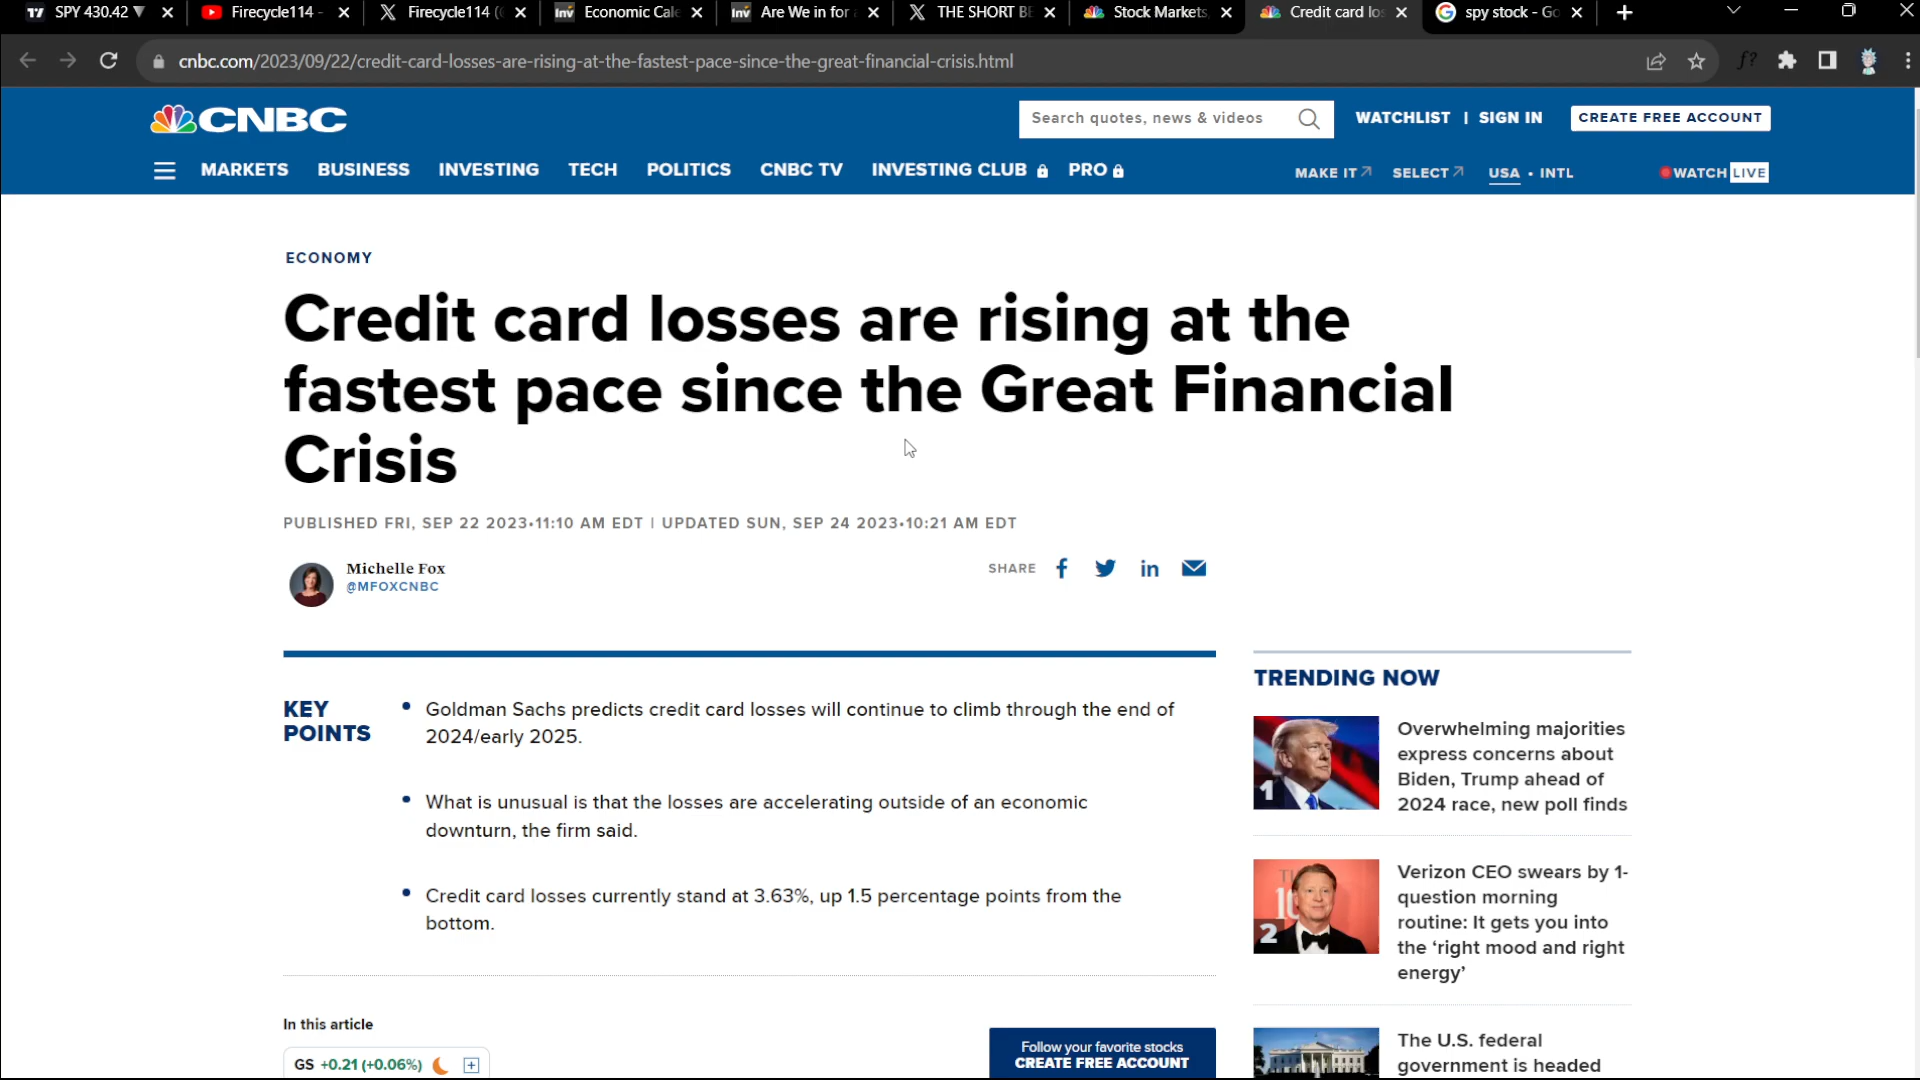 SPY 430.42
Firecycle114 -
Firecycle114 (
Inv Economic Cale
Inv Are We in for
THE SHORT BE
Stock Markets,
Credit card los
spy stock - Go
cnbc.com/2023/09/22/credit-card-losses-are-rising-at-the-fastest-pace-since-the-great-financial-crisis.html
f?
CNBC
Search quotes, news & videos
WATCHLIST | SIGN IN
CREATE FREE ACCOUNT
MARKETS BUSINESS INVESTING TECH POLITICS CNBC TV INVESTING CLUB PRO
MAKE IT SELECT USA • INTL
WATCH LIVE
ECONOMY
Credit card losses are rising at the
fastest pace since the Great Financial
Crisis
PUBLISHED FRI, SEP 22 2023•11:10 AM EDT | UPDATED SUN, SEP 24 2023•10:21 AM EDT
Michelle Fox
@MFOXCNBC
SHARE
KEY
POINTS
• Goldman Sachs predicts credit card losses will continue to climb through the end of
2024/early 2025.
• What is unusual is that the losses are accelerating outside of an economic
downturn, the firm said.
• Credit card losses currently stand at 3.63%, up 1.5 percentage points from the
bottom.
In this article
GS +0.21 (+0.06%)
Follow your favorite stocks
CREATE FREE ACCOUNT
TRENDING NOW
1
Overwhelming majorities
express concerns about
Biden, Trump ahead of
2024 race, new poll finds
2
Verizon CEO swears by 1-
question morning
routine: It gets you into
the ‘right mood and right
energy’
The U.S. federal
government is headed